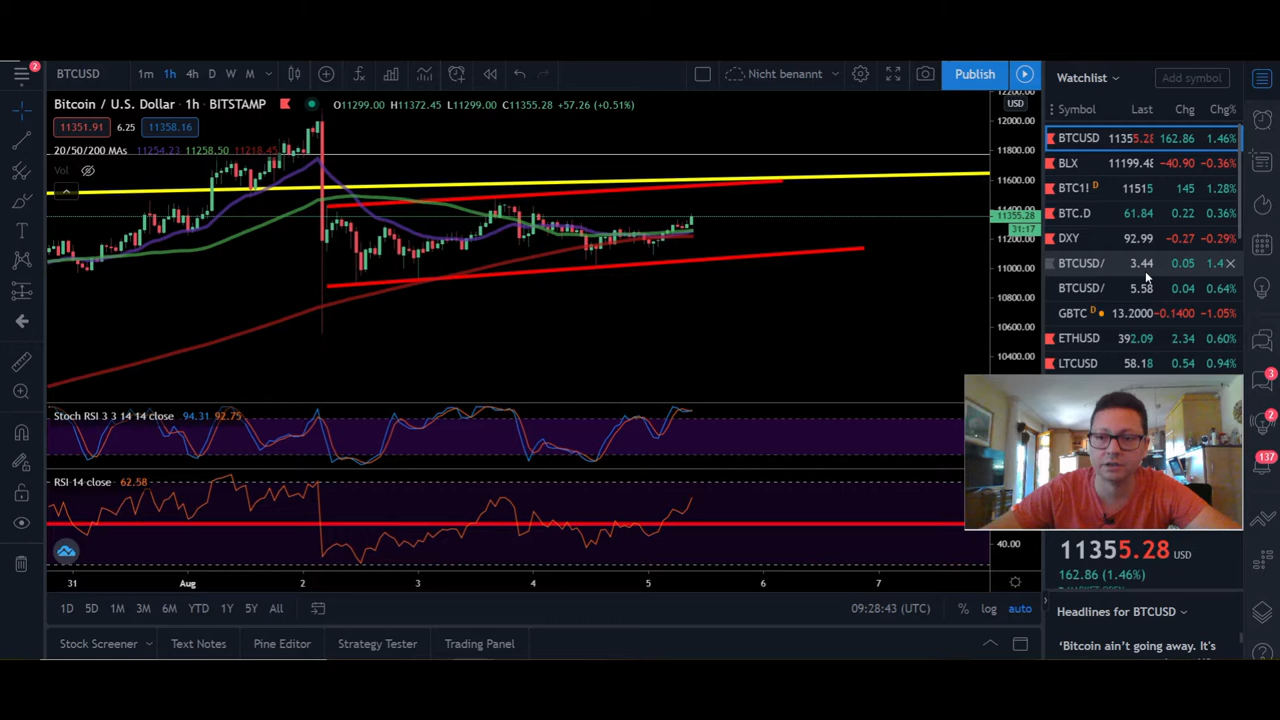 2
BTCUSD 1m 1h 4h D W M Nicht benannt Publish
Watchlist Add symbol
Symbol Last Chg Chg%
Bitcoin / U.S. Dollar 1h BITSTAMP O11299.00 H11372.45 L11299.00 C11355.28 +57.26 (+0.51%)
11351.91 6.25 11358.16
20/50/200 MAs 11254.23 11258.50 11218.45
Vol
12200.00
USD
12000.00
11800.00
11600.00
11400.00
11355.28
31:17
11200.00
11000.00
10800.00
10600.00
10400.00
BTCUSD 11355.28 162.86 1.46%
BLX 11199.48 -40.90 -0.36%
BTC1! D 11515 145 1.28%
BTC.D 61.84 0.22 0.36%
DXY 92.99 -0.27 -0.29%
BTCUSD/ 3.44 0.05 1.4
BTCUSD/ 5.58 0.04 0.64%
GBTC D 13.2000 -0.1400 -1.05%
ETHUSD 392.09 2.34 0.60%
LTCUSD 58.18 0.54 0.94%
3
2
137
Stoch RSI 3 3 14 14 close 94.31 92.75
RSI 14 close 62.58
40.00
31 Aug 2 3 4 5 6 7
1D 5D 1M 3M 6M YTD 1Y 5Y All 09:28:43 (UTC) % log auto
Stock Screener Text Notes Pine Editor Strategy Tester Trading Panel
11355.28 USD
162.86 (1.46%)
Headlines for BTCUSD
‘Bitcoin ain’t going away. It's